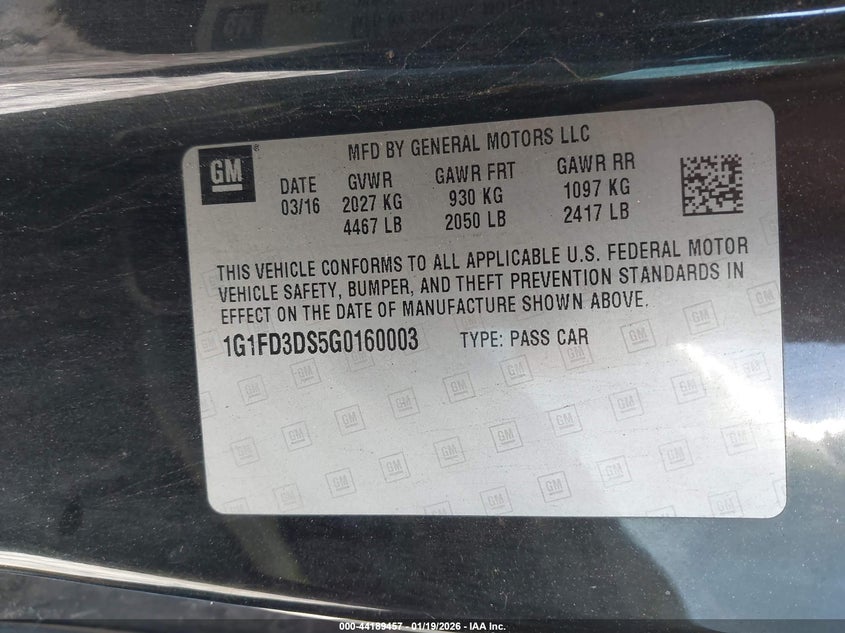 MFD BY GENERAL MOTORS LLC
GM ®
DATE GVWR GAWR FRT GAWR RR
03/16 2027 KG 930 KG 1097 KG
4467 LB 2050 LB 2417 LB
THIS VEHICLE CONFORMS TO ALL APPLICABLE U.S. FEDERAL MOTOR
VEHICLE SAFETY, BUMPER, AND THEFT PREVENTION STANDARDS IN
EFFECT ON THE DATE OF MANUFACTURE SHOWN ABOVE.
1G1FD3DS5G0160003 TYPE: PASS CAR
000-44189457 - 01/19/2026 - IAA Inc.